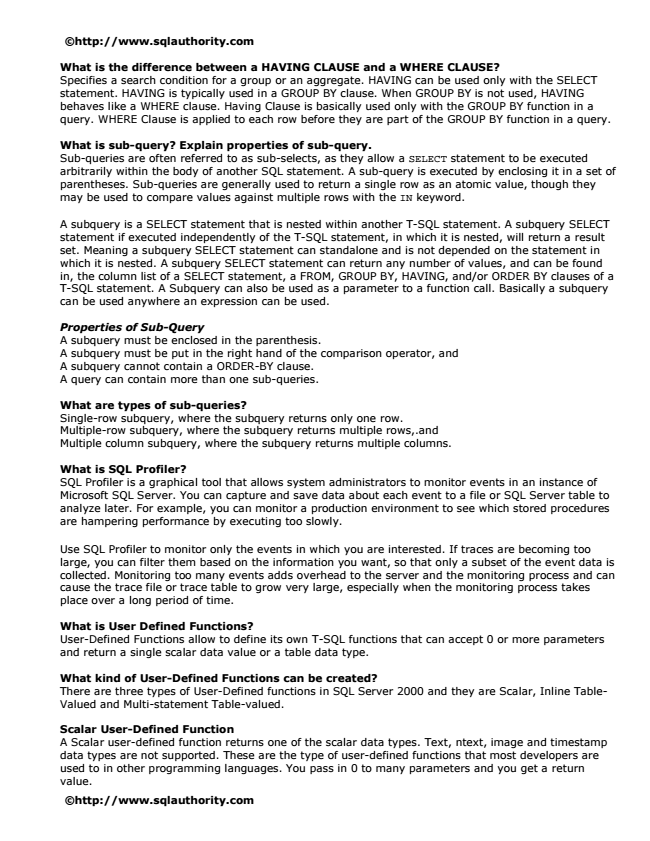 ©http://www.sqlauthority.com
What is the difference between a HAVING CLAUSE and a WHERE CLAUSE?
Specifies a search condition for a group or an aggregate. HAVING can be used only with the SELECT
statement. HAVING is typically used in a GROUP BY clause. When GROUP BY is not used, HAVING
behaves like a WHERE clause. Having Clause is basically used only with the GROUP BY function in a
query. WHERE Clause is applied to each row before they are part of the GROUP BY function in a query.
What is sub-query? Explain properties of sub-query.
Sub-queries are often referred to as sub-selects, as they allow a SELECT statement to be executed
arbitrarily within the body of another SQL statement. A sub-query is executed by enclosing it in a set of
parentheses. Sub-queries are generally used to return a single row as an atomic value, though they
may be used to compare values against multiple rows with the IN keyword.
A subquery is a SELECT statement that is nested within another T-SQL statement. A subquery SELECT
statement if executed independently of the T-SQL statement, in which it is nested, will return a result
set. Meaning a subquery SELECT statement can standalone and is not depended on the statement in
which it is nested. A subquery SELECT statement can return any number of values, and can be found
in, the column list of a SELECT statement, a FROM, GROUP BY, HAVING, and/or ORDER BY clauses of a
T-SQL statement. A Subquery can also be used as a parameter to a function call. Basically a subquery
can be used anywhere an expression can be used.
Properties of Sub-Query
A subquery must be enclosed in the parenthesis.
A subquery must be put in the right hand of the comparison operator, and
A subquery cannot contain a ORDER-BY clause.
A query can contain more than one sub-queries.
What are types of sub-queries?
Single-row subquery, where the subquery returns only one row.
Multiple-row subquery, where the subquery returns multiple rows,.and
Multiple column subquery, where the subquery returns multiple columns.
What is SQL Profiler?
SQL Profiler is a graphical tool that allows system administrators to monitor events in an instance of
Microsoft SQL Server. You can capture and save data about each event to a file or SQL Server table to
analyze later. For example, you can monitor a production environment to see which stored procedures
are hampering performance by executing too slowly.
Use SQL Profiler to monitor only the events in which you are interested. If traces are becoming too
large, you can filter them based on the information you want, so that only a subset of the event data is
collected. Monitoring too many events adds overhead to the server and the monitoring process and can
cause the trace file or trace table to grow very large, especially when the monitoring process takes
place over a long period of time.
What is User Defined Functions?
User-Defined Functions allow to define its own T-SQL functions that can accept 0 or more parameters
and return a single scalar data value or a table data type.
What kind of User-Defined Functions can be created?
There are three types of User-Defined functions in SQL Server 2000 and they are Scalar, Inline Table-
Valued and Multi-statement Table-valued.
Scalar User-Defined Function
A Scalar user-defined function returns one of the scalar data types. Text, ntext, image and timestamp
data types are not supported. These are the type of user-defined functions that most developers are
used to in other programming languages. You pass in 0 to many parameters and you get a return
value.
©http://www.sqlauthority.com